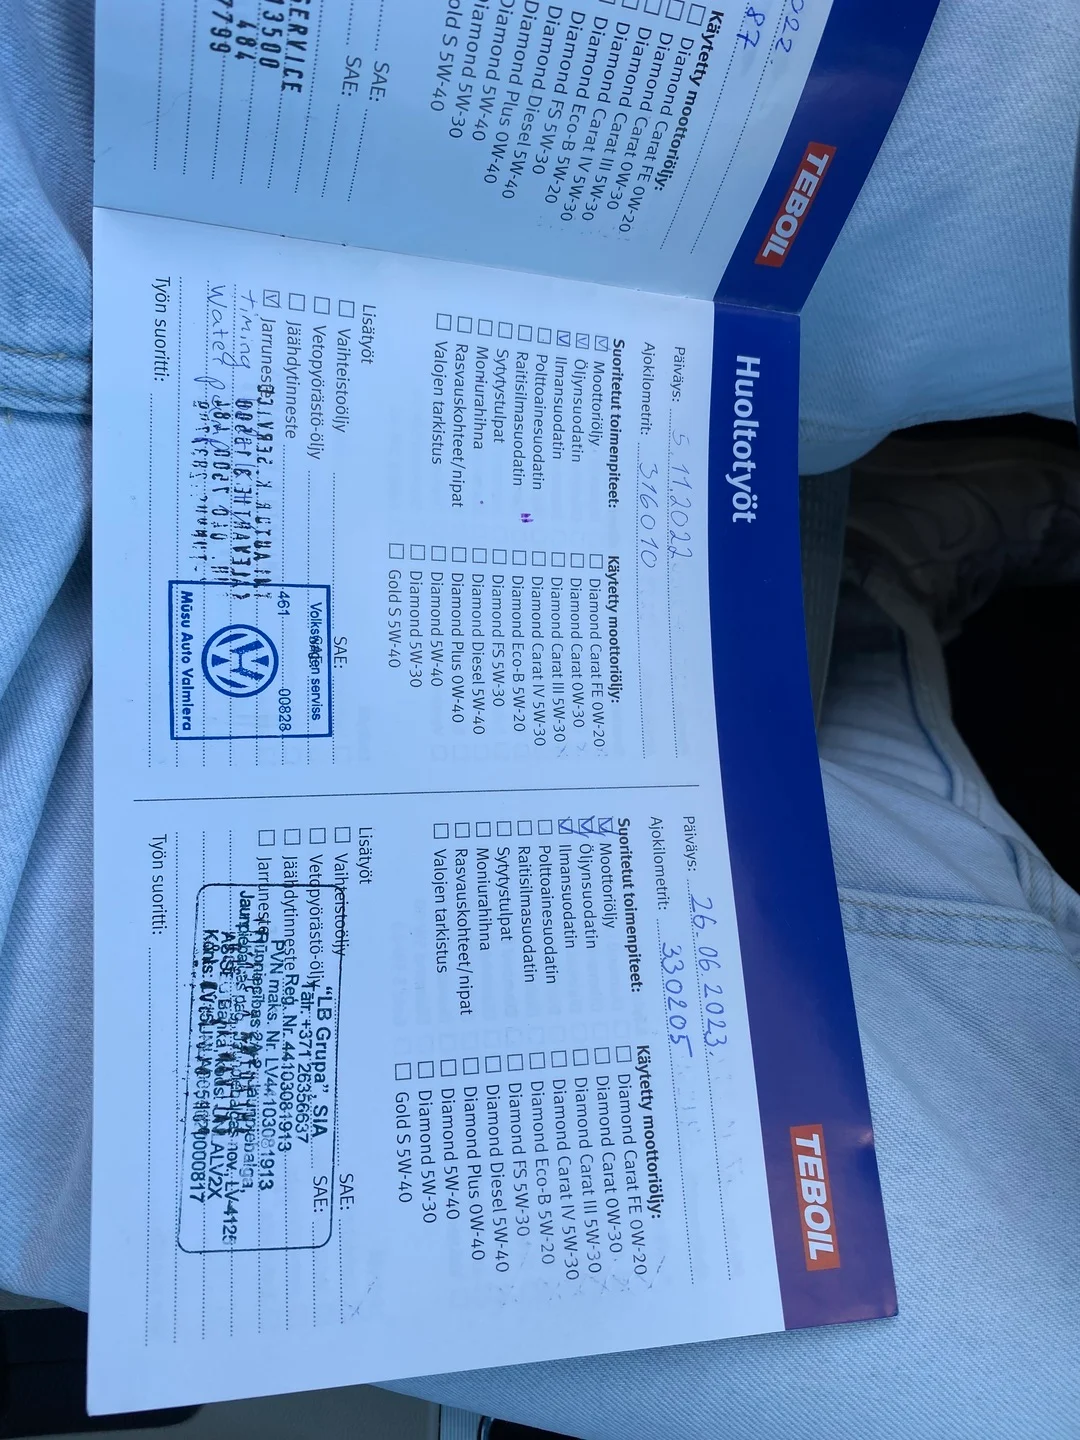 022
87
Käytetty moottoriöljy:
Diamond Carat FE 0W-20
Diamond Carat 0W-30
Diamond Carat III 5W-30
Diamond Carat IV 5W-30
Diamond Eco-B 5W-20
Diamond FS 5W-30
Diamond Diesel 5W-40
Diamond Plus 0W-40
Diamond 5W-40
Diamond 5W-30
Gold S 5W-40
SAE:
SAE:
SERVICE
13500
484
7799
TEBOIL
Huoltotyöt
TEBOIL
Päiväys: 5.11.2022
Ajokilometrit: 316010
Suoritetut toimenpiteet:
Moottoriöljy
Öljynsuodatin
Ilmansuodatin
Polttoainesuodatin
Raitisilmasuodatin
Sytytystulpat
Moniurahihna
Rasvauskohteet/nipat
Valojen tarkistus
Käytetty moottoriöljy:
Diamond Carat FE 0W-20
Diamond Carat 0W-30
Diamond Carat III 5W-30
Diamond Carat IV 5W-30
Diamond Eco-B 5W-20
Diamond FS 5W-30
Diamond Diesel 5W-40
Diamond Plus 0W-40
Diamond 5W-40
Diamond 5W-30
Gold S 5W-40
Lisätyöt
Vaihteistoöljy SAE:
Vetopyörästö-öljy
Jäähdytinneste
Jarruneste
timing
Water
Työn suoritti:
Volkswagen serviss
461 00828
Mūsu Auto Valmiera
Päiväys: 26.06.2023.
Ajokilometrit: 330205
Suoritetut toimenpiteet:
Moottoriöljy
Öljynsuodatin
Ilmansuodatin
Polttoainesuodatin
Raitisilmasuodatin
Sytytystulpat
Moniurahihna
Rasvauskohteet/nipat
Valojen tarkistus
Käytetty moottoriöljy:
Diamond Carat FE 0W-20
Diamond Carat 0W-30
Diamond Carat III 5W-30
Diamond Carat IV 5W-30
Diamond Eco-B 5W-20
Diamond FS 5W-30
Diamond Diesel 5W-40
Diamond Plus 0W-40
Diamond 5W-40
Diamond 5W-30
Gold S 5W-40
Lisätyöt
Vaihteistoöljy SAE:
Vetopyörästö-öljy SAE:
Jäähdytinneste
Jarruneste
Työn suoritti:
"LB Grupa", SIA
Tālr. +371 26356637
Reg. Nr. 44103081913
PVN maks. Nr. LV44103081913